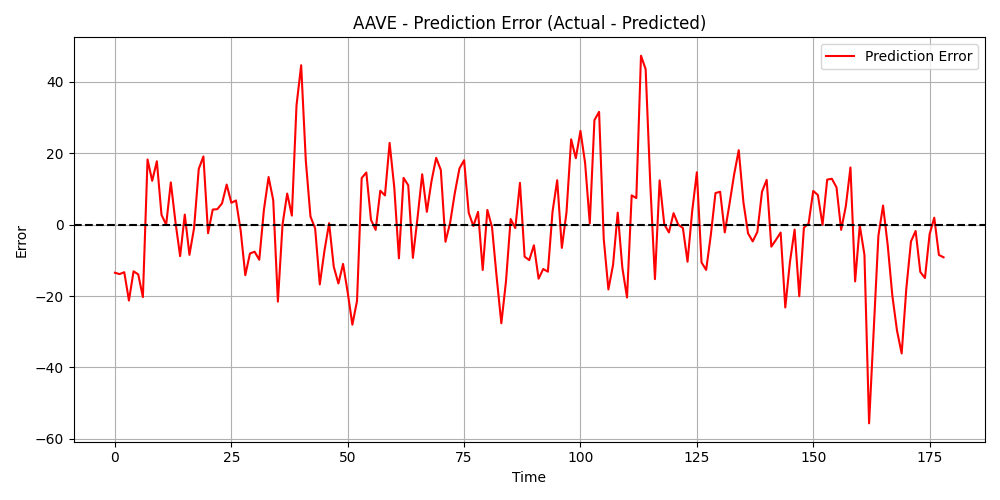 AAVE - Prediction Error (Actual - Predicted)
Prediction Error
40
20
0
−20
−40
−60
Error
0 25 50 75 100 125 150 175
Time